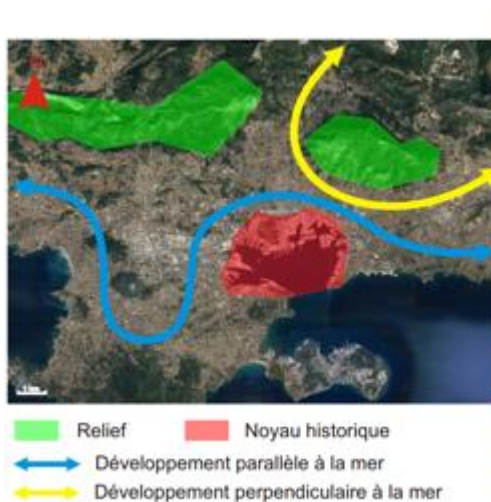 Relief
Noyau historique
Développement parallèle à la mer
Développement perpendiculaire à la mer